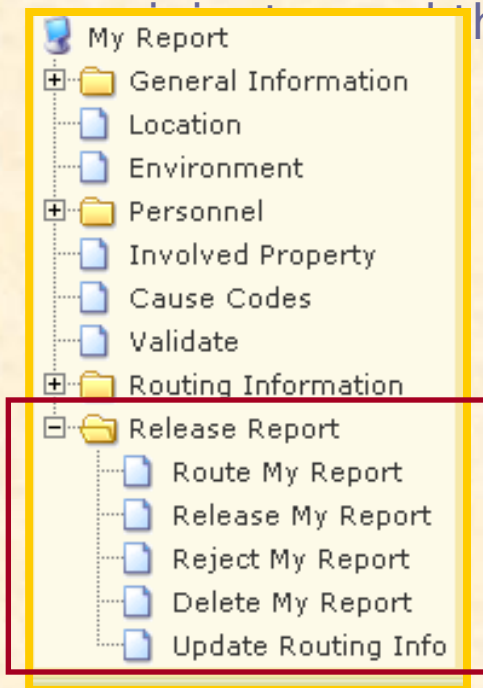 My Report
General Information
Location
Environment
Personnel
Involved Property
Cause Codes
Validate
Routing Information
Release Report
Route My Report
Release My Report
Reject My Report
Delete My Report
Update Routing Info